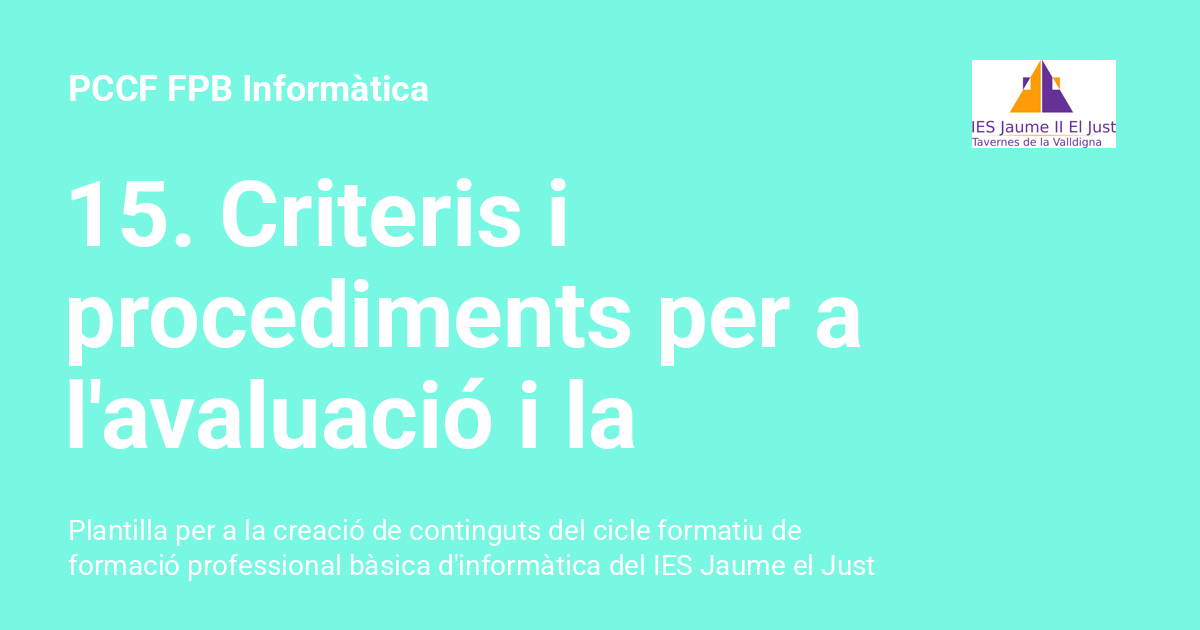 PCCF FPB Informàtica
IES Jaume II El Just
Tavernes de la Valldigna
15. Criteris i
procediments per a
l'avaluació i la
Plantilla per a la creació de continguts del cicle formatiu de
formació professional bàsica d'informàtica del IES Jaume el Just